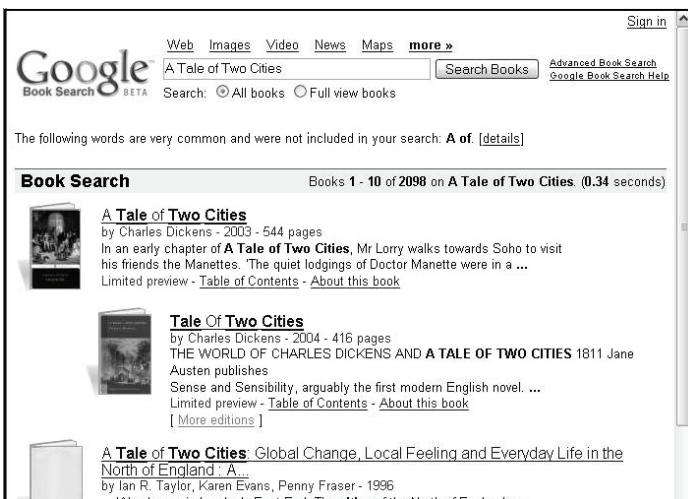 Sign in
Web Images Video News Maps more »
Google
Book Search BETA
A Tale of Two Cities Search Books
Advanced Book Search
Google Book Search Help
Search: All books Full view books
The following words are very common and were not included in your search: A of. [details]
Book Search Books 1 - 10 of 2098 on A Tale of Two Cities. (0.34 seconds)
A Tale of Two Cities
by Charles Dickens - 2003 - 544 pages
In an early chapter of A Tale of Two Cities, Mr Lorry walks towards Soho to visit
his friends the Manettes. 'The quiet lodgings of Doctor Manette were in a ...
Limited preview - Table of Contents - About this book
Tale Of Two Cities
by Charles Dickens - 2004 - 416 pages
THE WORLD OF CHARLES DICKENS AND A TALE OF TWO CITIES 1811 Jane
Austen publishes
Sense and Sensibility, arguably the first modern English novel. ...
Limited preview - Table of Contents - About this book
[ More editions ]
A Tale of Two Cities: Global Change, Local Feeling and Everyday Life in the
North of England : A...
by Ian R. Taylor, Karen Evans, Penny Fraser - 1996